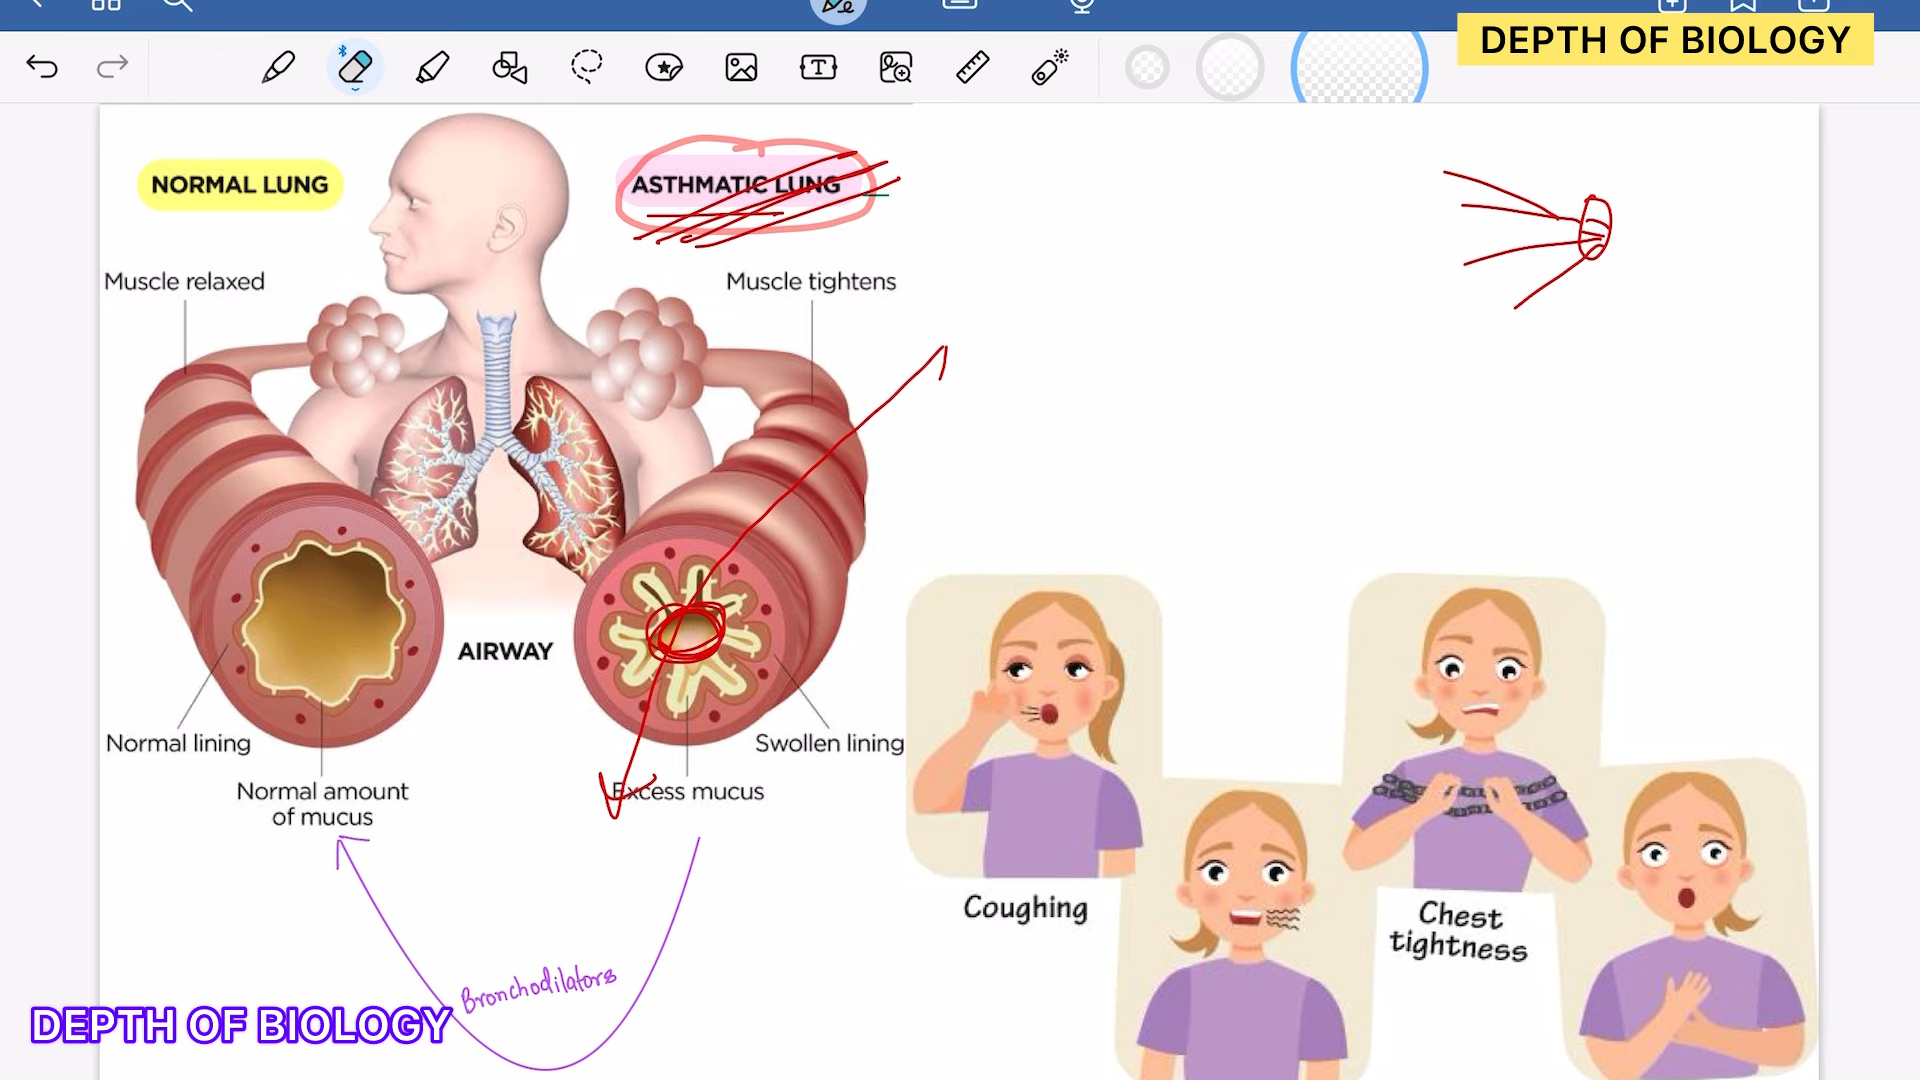 DEPTH OF BIOLOGY
NORMAL LUNG
ASTHMATIC LUNG
Muscle relaxed
Muscle tightens
AIRWAY
Normal lining
Swollen lining
Normal amount
of mucus
Excess mucus
Coughing
Chest
tightness
Bronchodilators
DEPTH OF BIOLOGY